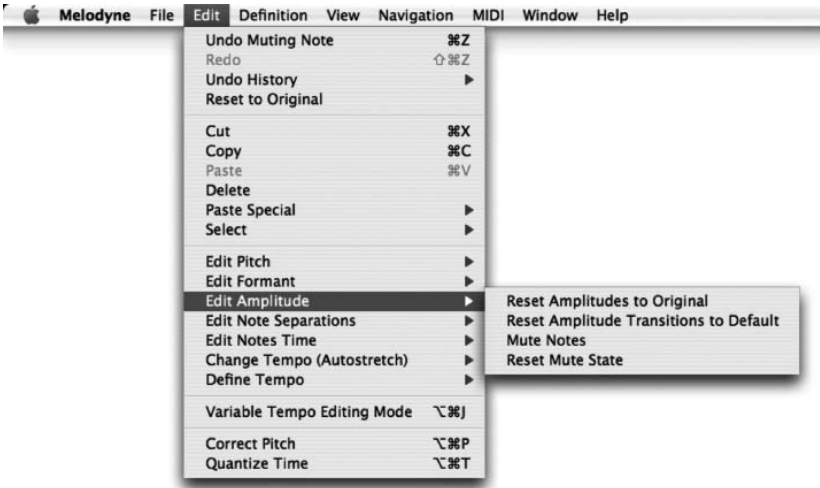 Melodyne File Edit Definition View Navigation MIDI Window Help
Undo Muting Note ⌘Z
Redo ⇧⌘Z
Undo History ▶
Reset to Original
Cut ⌘X
Copy ⌘C
Paste ⌘V
Delete
Paste Special ▶
Select ▶
Edit Pitch ▶
Edit Formant ▶
Edit Amplitude ▶
Reset Amplitudes to Original
Edit Note Separations ▶
Reset Amplitude Transitions to Default
Edit Notes Time ▶
Mute Notes
Change Tempo (Autostretch) ▶
Reset Mute State
Define Tempo ▶
Variable Tempo Editing Mode ⌥⌘J
Correct Pitch ⌥⌘P
Quantize Time ⌥⌘T